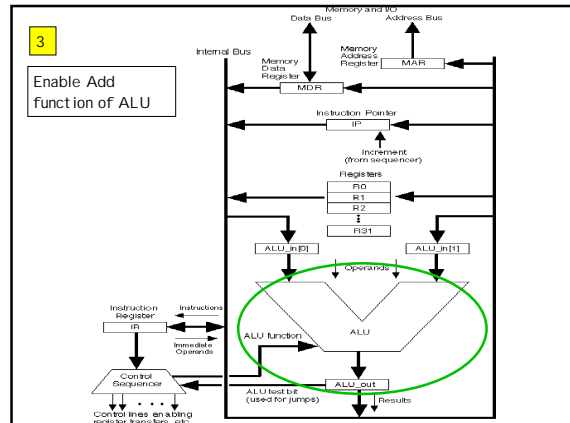 3
Enable Add
function of ALU
Memory and I/O
Data Bus
Address Bus
Internal Bus
Memory
Data
Register
MDR
Memory
Address
Register
MAR
Instruction Pointer
IP
Increment
(from sequencer)
Registers
R0
R1
R2
R31
ALU_in[0]
ALU_in[1]
Operands
ALU
Instruction
Register
IR
Instructions
Immediate
Operands
ALU function
Control
Sequencer
ALU test bit
(used for jumps)
ALU_out
Results
Control lines enabling
register transfers, etc.